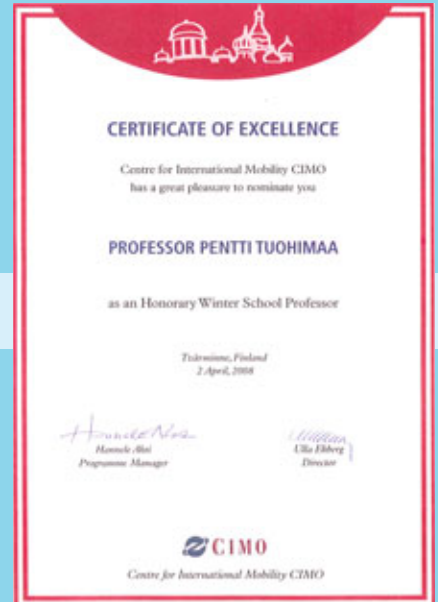 CERTIFICATE OF EXCELLENCE
Centre for International Mobility CIMO
has a great pleasure to nominate you
PROFESSOR PENTTI TUOHIMAA
as an Honorary Winter School Professor
Tvärminne, Finland
2 April, 2008
Hannele
Programme Manager
Ulla Ekberg
Director
CIMO
Centre for International Mobility CIMO